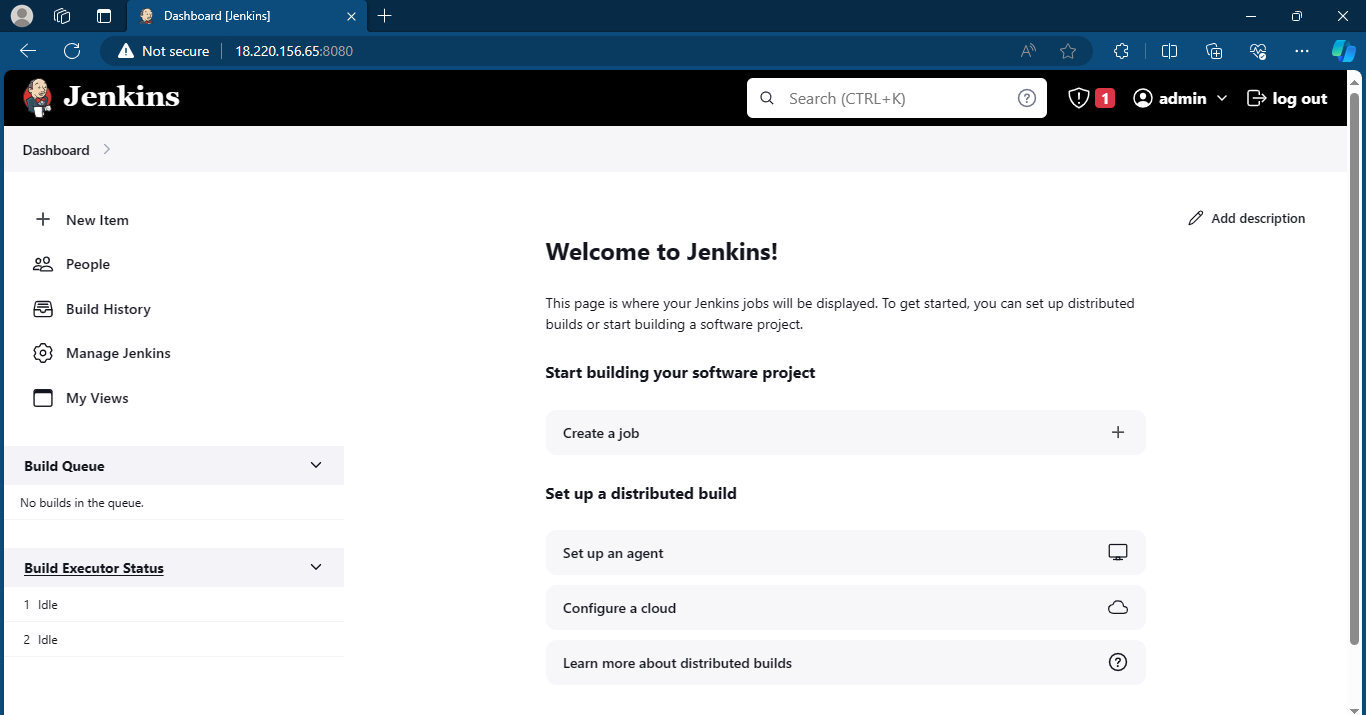 Dashboard [Jenkins]
Not secure
18.220.156.65:8080
Jenkins
Search (CTRL+K)
1
admin
log out
Dashboard
New Item
People
Build History
Manage Jenkins
My Views
Build Queue
No builds in the queue.
Build Executor Status
1 Idle
2 Idle
Add description
Welcome to Jenkins!
This page is where your Jenkins jobs will be displayed. To get started, you can set up distributed
builds or start building a software project.
Start building your software project
Create a job
Set up a distributed build
Set up an agent
Configure a cloud
Learn more about distributed builds